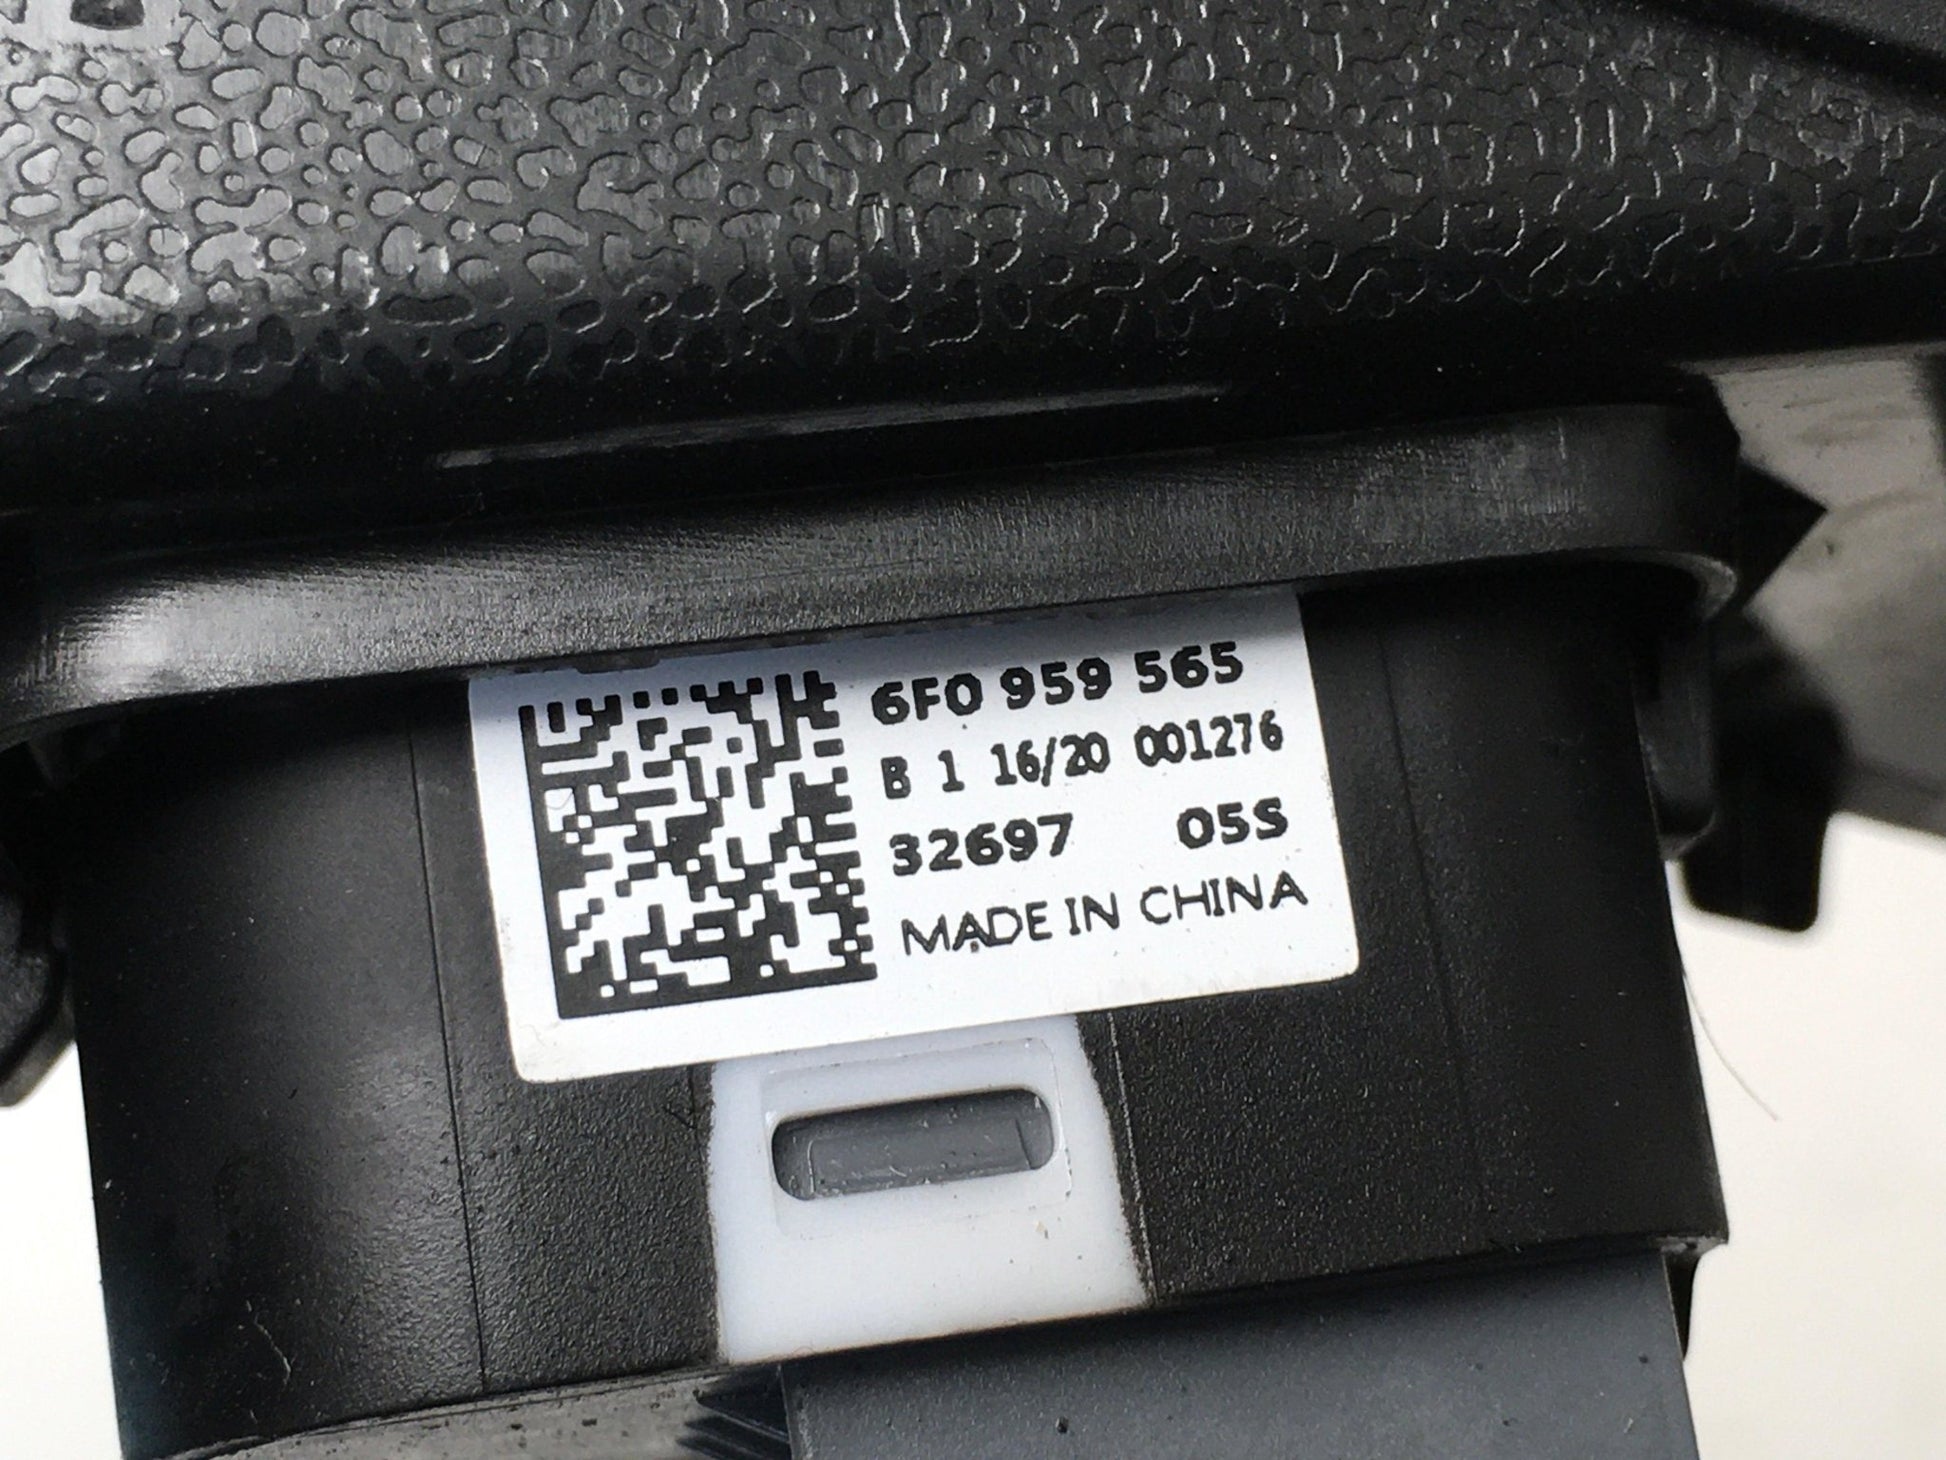 6F0 959 565
B 1 16/20 001276
32697 05S
MADE IN CHINA